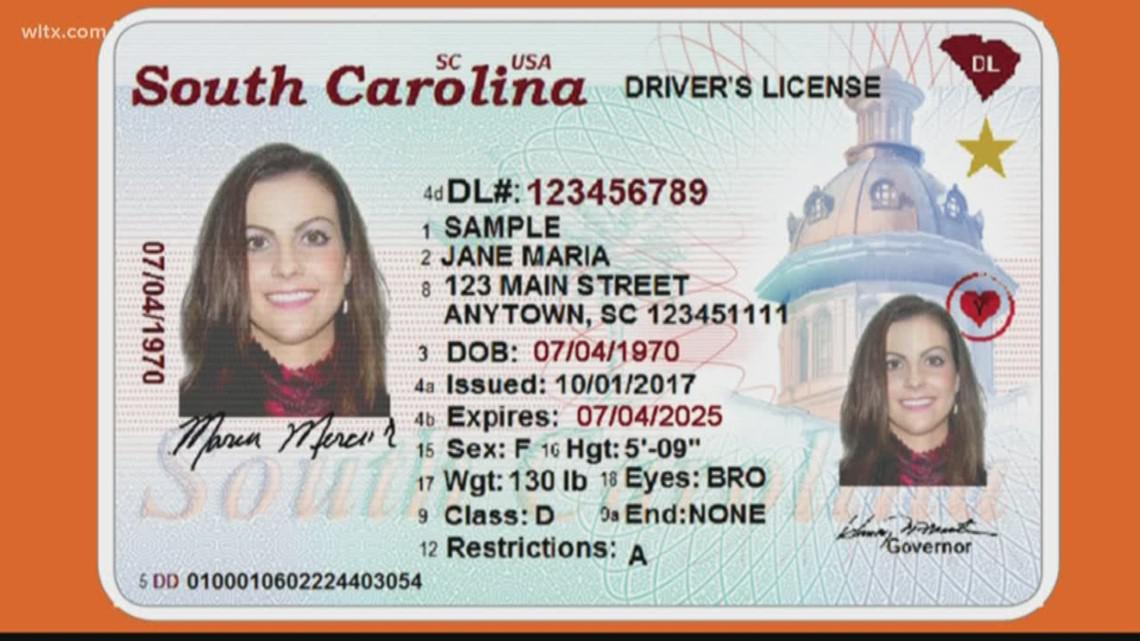 wltx.com
SC USA
South Carolina DRIVER'S LICENSE
DL
4d DL#: 123456789
1 SAMPLE
2 JANE MARIA
8 123 MAIN STREET
ANYTOWN, SC 123451111
07/04/1970
3 DOB: 07/04/1970
4a Issued: 10/01/2017
4b Expires: 07/04/2025
15 Sex: F 16 Hgt: 5'-09"
17 Wgt: 130 lb 18 Eyes: BRO
9 Class: D 9a End:NONE
12 Restrictions: A
Governor
5 DD 0100010602224403054
South Carolina